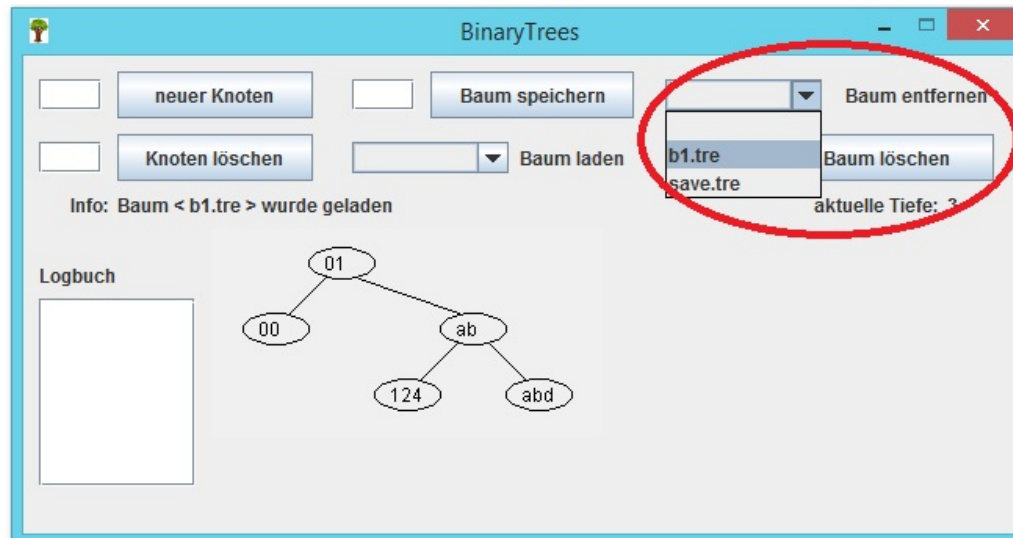 BinaryTrees
neuer Knoten
Baum speichern
Baum entfernen
Knoten löschen
Baum laden
b1.tre
save.tre
Baum löschen
Info: Baum < b1.tre > wurde geladen
aktuelle Tiefe: 3
Logbuch
01
00
ab
124
abd